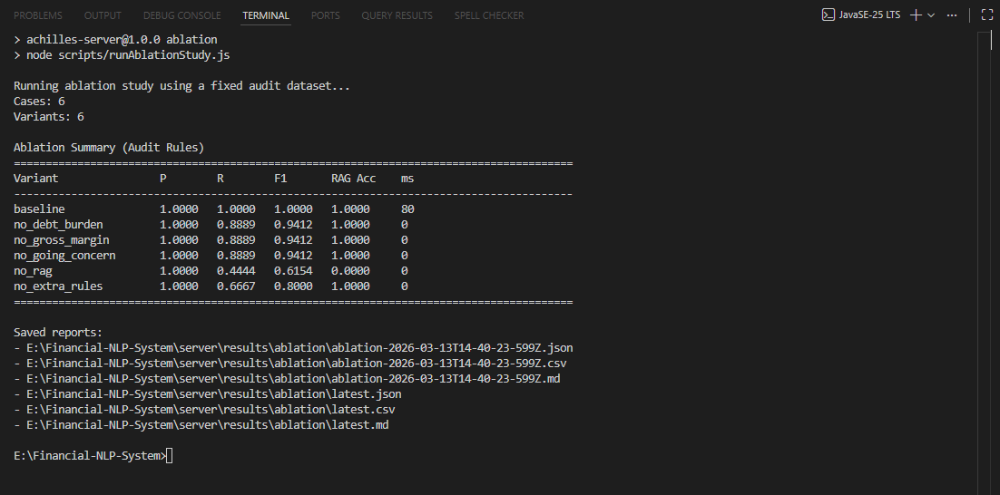 PROBLEMS OUTPUT DEBUG CONSOLE TERMINAL PORTS QUERY RESULTS SPELL CHECKER JavaSE-25 LTS
> achilles-server@1.0.0 ablation
> node scripts/runAblationStudy.js
Running ablation study using a fixed audit dataset...
Cases: 6
Variants: 6
Ablation Summary (Audit Rules)
==============================================================================
Variant P R F1 RAG Acc ms
------------------------------------------------------------------------------
baseline 1.0000 1.0000 1.0000 1.0000 80
no_debt_burden 1.0000 0.8889 0.9412 1.0000 0
no_gross_margin 1.0000 0.8889 0.9412 1.0000 0
no_going_concern 1.0000 0.8889 0.9412 1.0000 0
no_rag 1.0000 0.4444 0.6154 0.0000 0
no_extra_rules 1.0000 0.6667 0.8000 1.0000 0
==============================================================================
Saved reports:
- E:\Financial-NLP-System\server\results\ablation\ablation-2026-03-13T14-40-23-599Z.json
- E:\Financial-NLP-System\server\results\ablation\ablation-2026-03-13T14-40-23-599Z.csv
- E:\Financial-NLP-System\server\results\ablation\ablation-2026-03-13T14-40-23-599Z.md
- E:\Financial-NLP-System\server\results\ablation\latest.json
- E:\Financial-NLP-System\server\results\ablation\latest.csv
- E:\Financial-NLP-System\server\results\ablation\latest.md
E:\Financial-NLP-System>